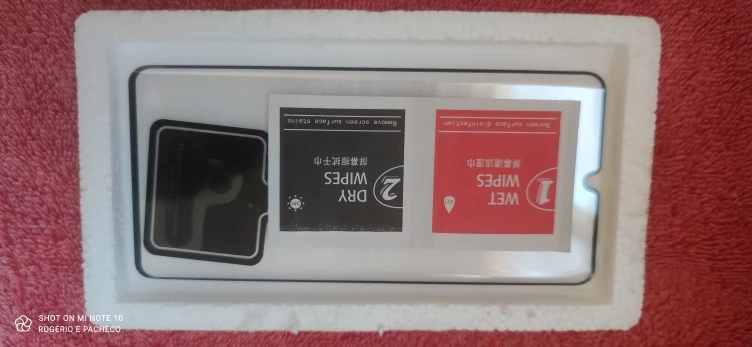 1
WET
WIPES
屏幕清洁湿巾
Screen surface disinfection
2
DRY
WIPES
屏幕擦拭干巾
Remove screen surface stains
SHOT ON MI NOTE 10
ROGÉRIO E PACHECO